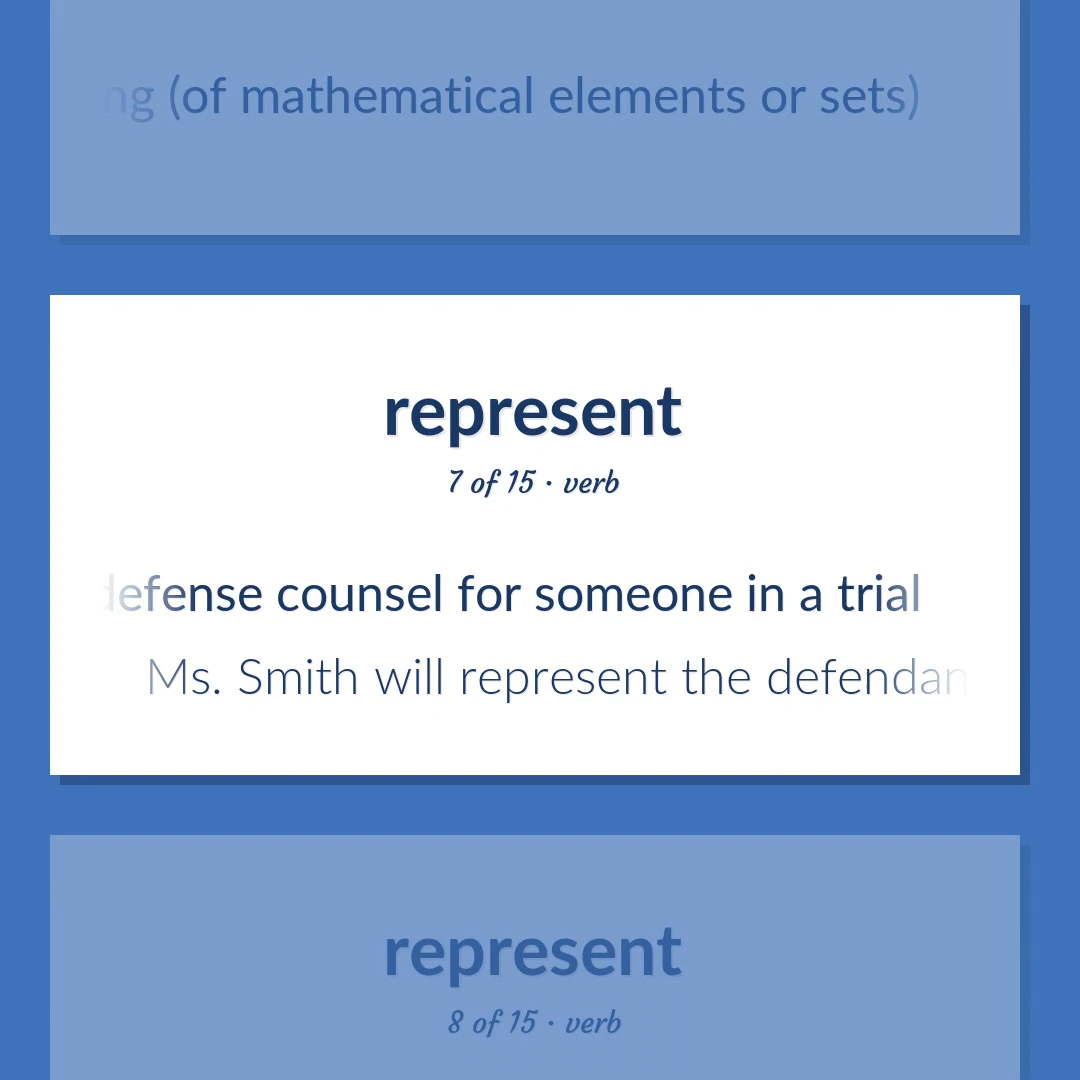 (of mathematical elements or sets)
represent
7 of 15 · verb
defense counsel for someone in a trial
Ms. Smith will represent the
represent
8 of 15 · verb